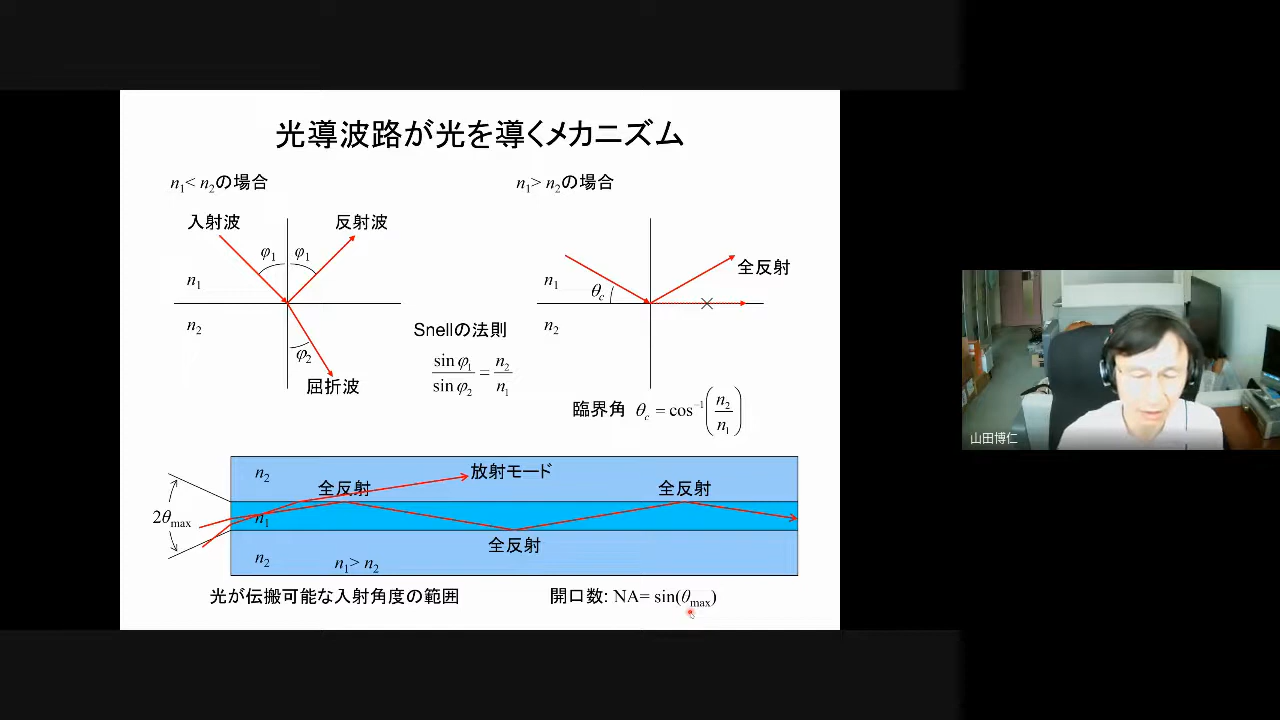 光導波路が光を導くメカニズム
n₁< n₂の場合
n₁> n₂の場合
入射波
反射波
φ₁
φ₁
全反射
n₁
n₁
θc
n₂
n₂
Snellの法則
φ₂
sin φ₁ / sin φ₂ = n₂ / n₁
屈折波
臨界角 θc = cos⁻¹(n₂ / n₁)
n₂
放射モード
全反射
全反射
2θmax
n₁
全反射
n₂
n₁> n₂
光が伝搬可能な入射角度の範囲
開口数: NA= sin(θmax)
山田博仁